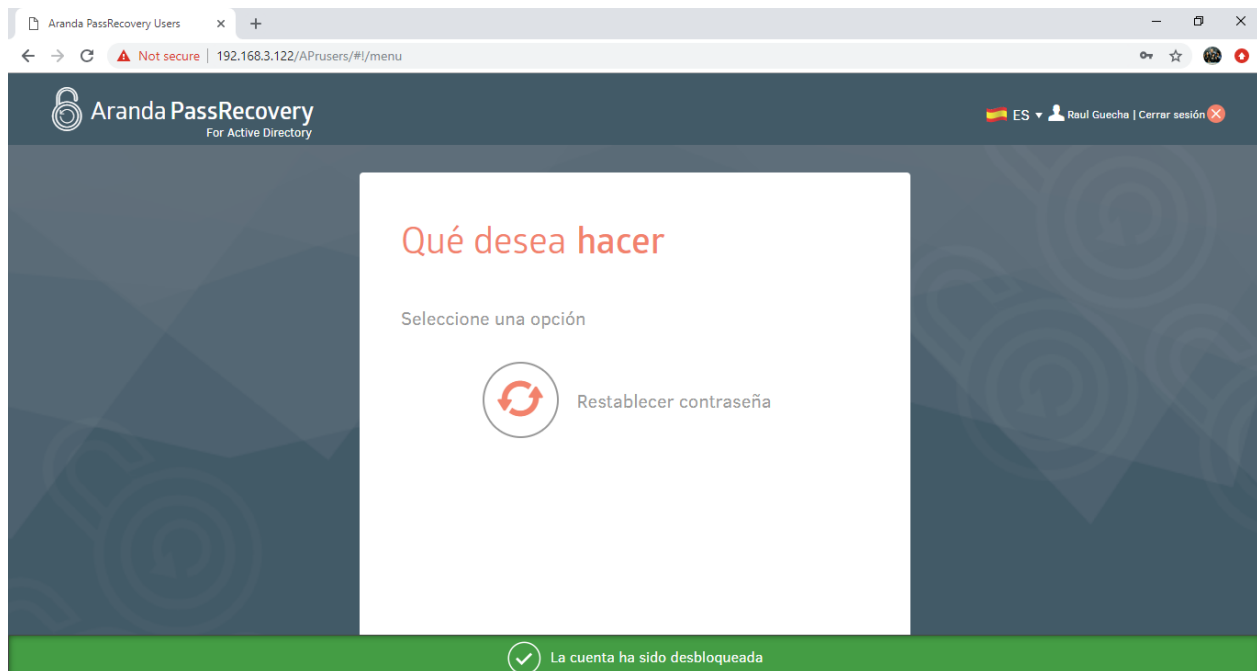 Aranda PassRecovery Users
Not secure | 192.168.3.122/APrusers/#!/menu
Aranda PassRecovery
For Active Directory
ES Raul Guecha | Cerrar sesión
Qué desea hacer
Seleccione una opción
Restablecer contraseña
La cuenta ha sido desbloqueada